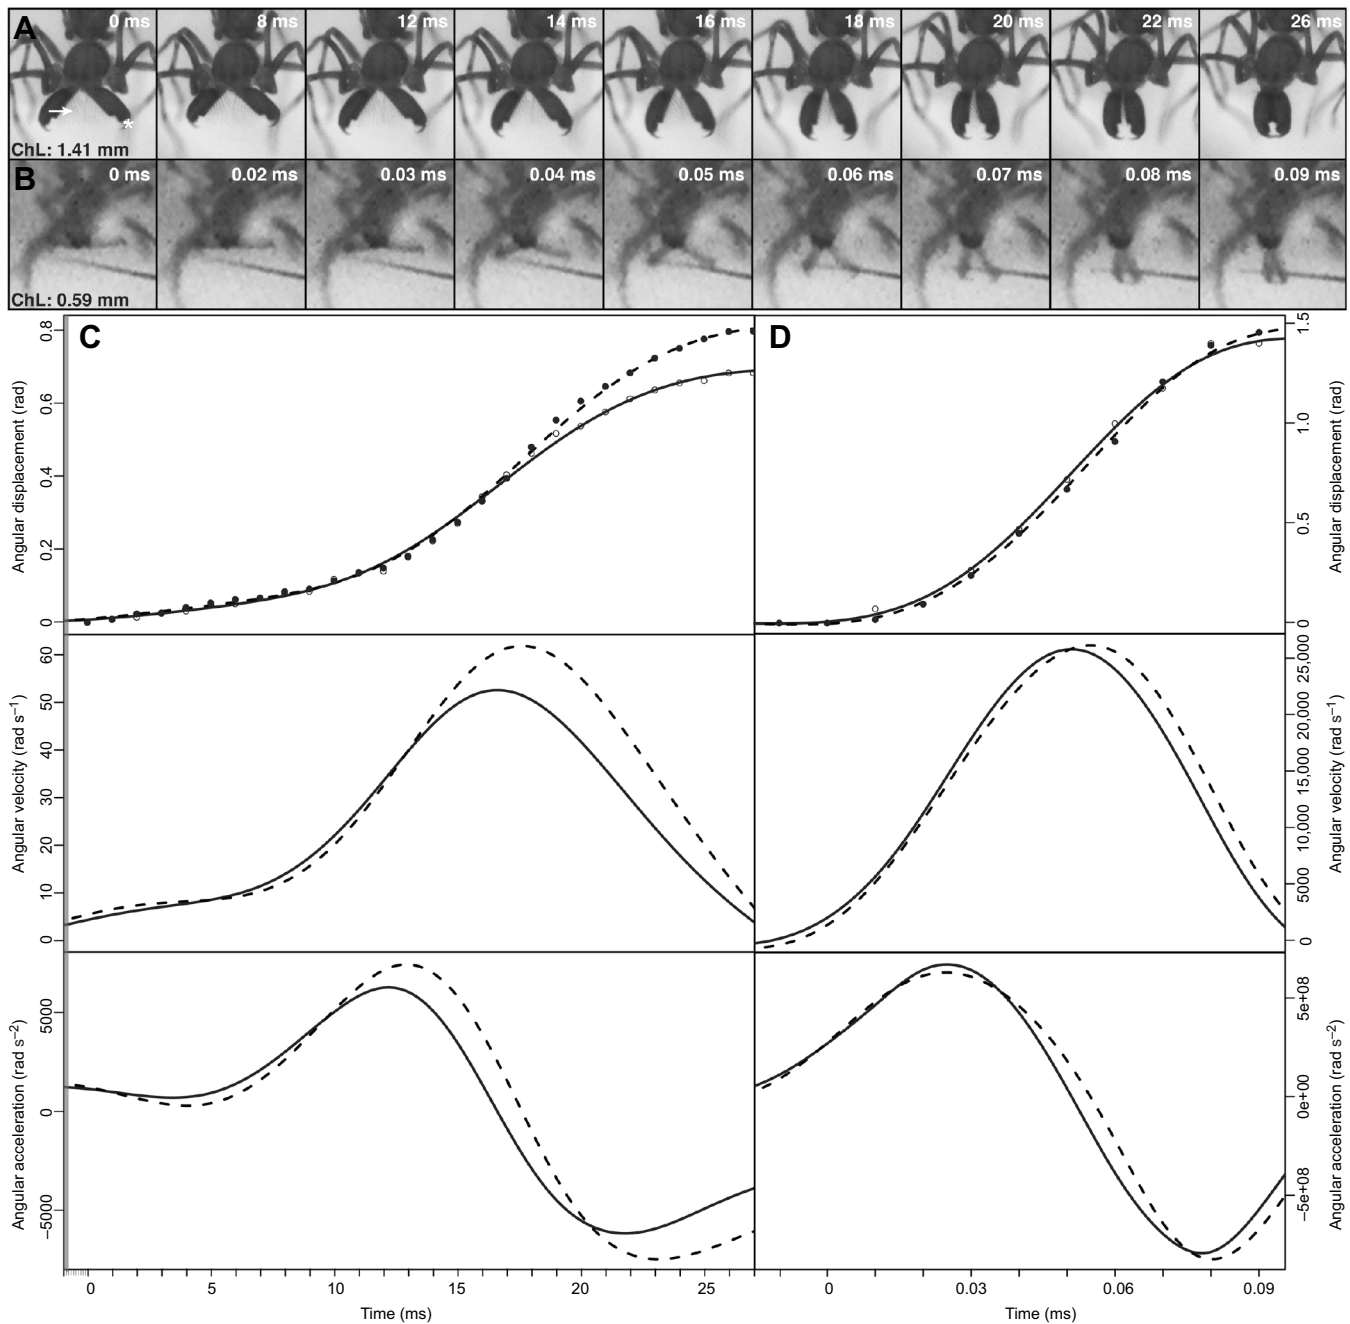 A 0 ms 8 ms 12 ms 14 ms 16 ms 18 ms 20 ms 22 ms 26 ms
*
ChL: 1.41 mm
B 0 ms 0.02 ms 0.03 ms 0.04 ms 0.05 ms 0.06 ms 0.07 ms 0.08 ms 0.09 ms
ChL: 0.59 mm
C
Angular displacement (rad)
0.8
0.6
0.4
0.2
0
D
1.5
1.0
0.5
0
Angular displacement (rad)
Angular velocity (rad s⁻¹)
60
50
40
30
20
10
0
25,000
20,000
15,000
10,000
5000
0
Angular velocity (rad s⁻¹)
Angular acceleration (rad s⁻²)
5000
0
−5000
5e+08
0e+00
−5e+08
Angular acceleration (rad s⁻²)
0 5 10 15 20 25
Time (ms)
0 0.03 0.06 0.09
Time (ms)